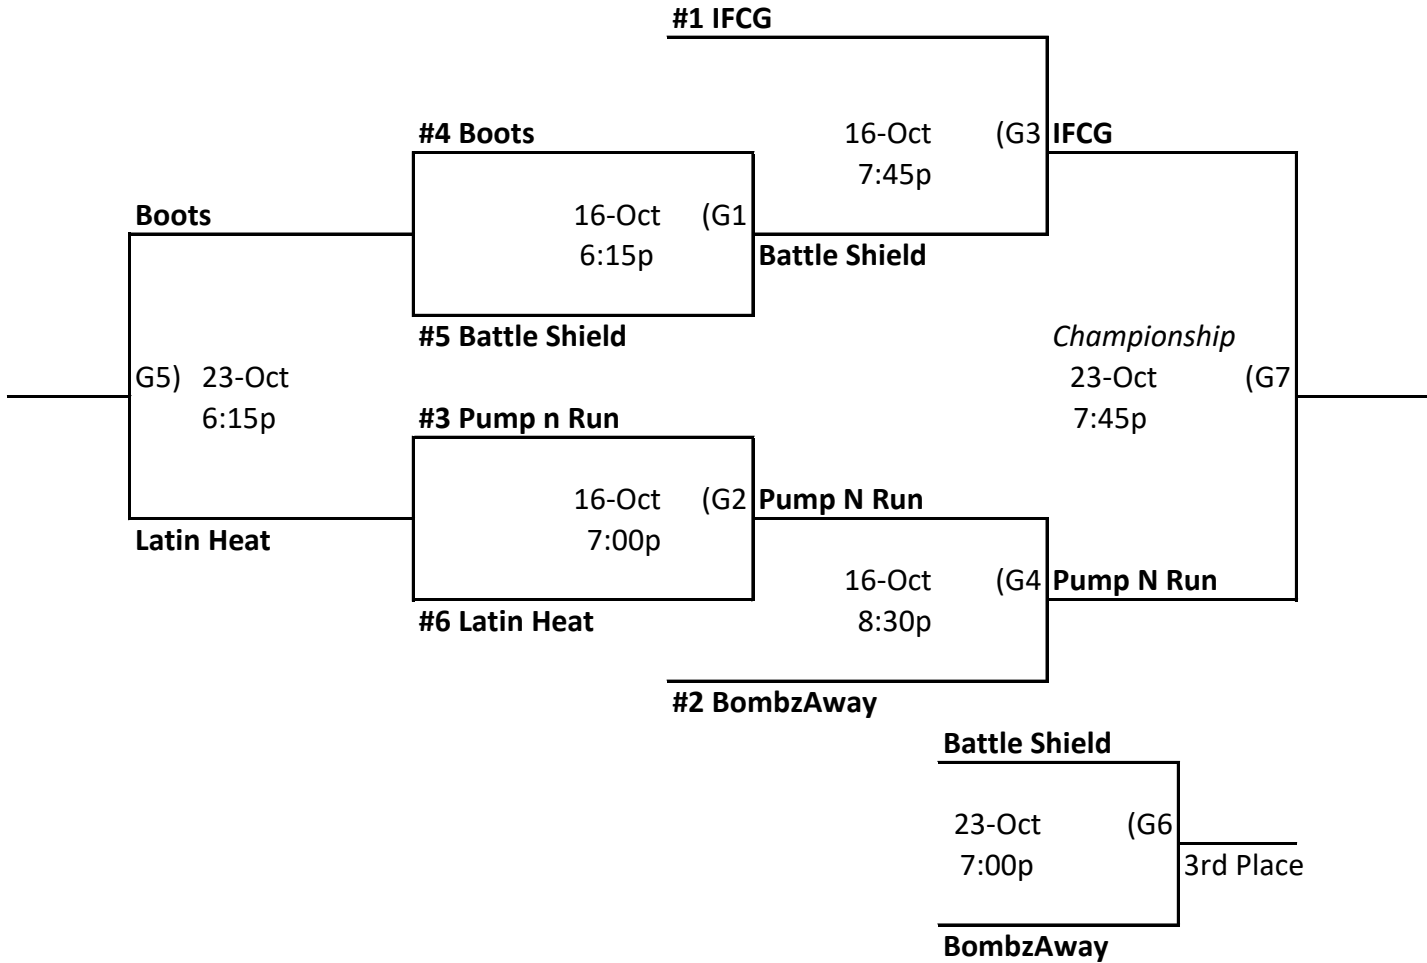 #1 IFCG
#4 Boots
16-Oct (G3 IFCG
7:45p
Boots
16-Oct (G1
6:15p
Battle Shield
#5 Battle Shield
Championship
G5) 23-Oct
6:15p
23-Oct (G7
7:45p
#3 Pump n Run
16-Oct (G2 Pump N Run
7:00p
Latin Heat
16-Oct (G4 Pump N Run
8:30p
#6 Latin Heat
#2 BombzAway
Battle Shield
23-Oct (G6
7:00p
3rd Place
BombzAway